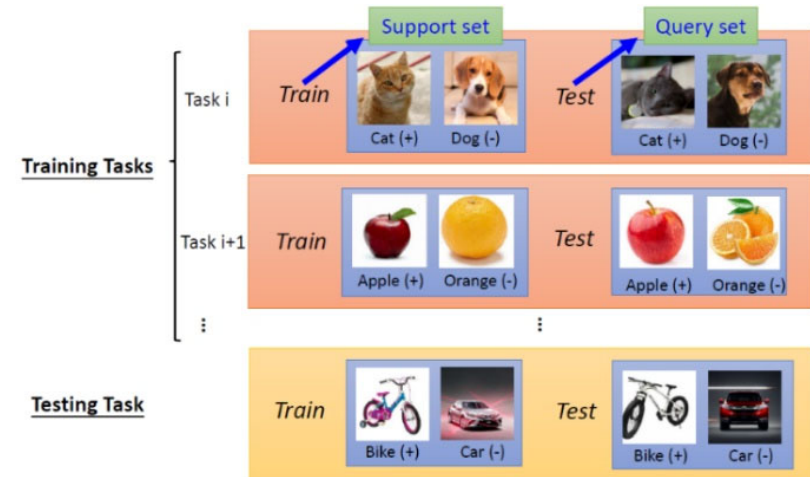 Support set
Query set
Task i
Train
Cat (+) Dog (-)
Test
Cat (+) Dog (-)
Training Tasks
Task i+1
Train
Apple (+) Orange (-)
Test
Apple (+) Orange (-)
...
...
Testing Task
Train
Bike (+) Car (-)
Test
Bike (+) Car (-)